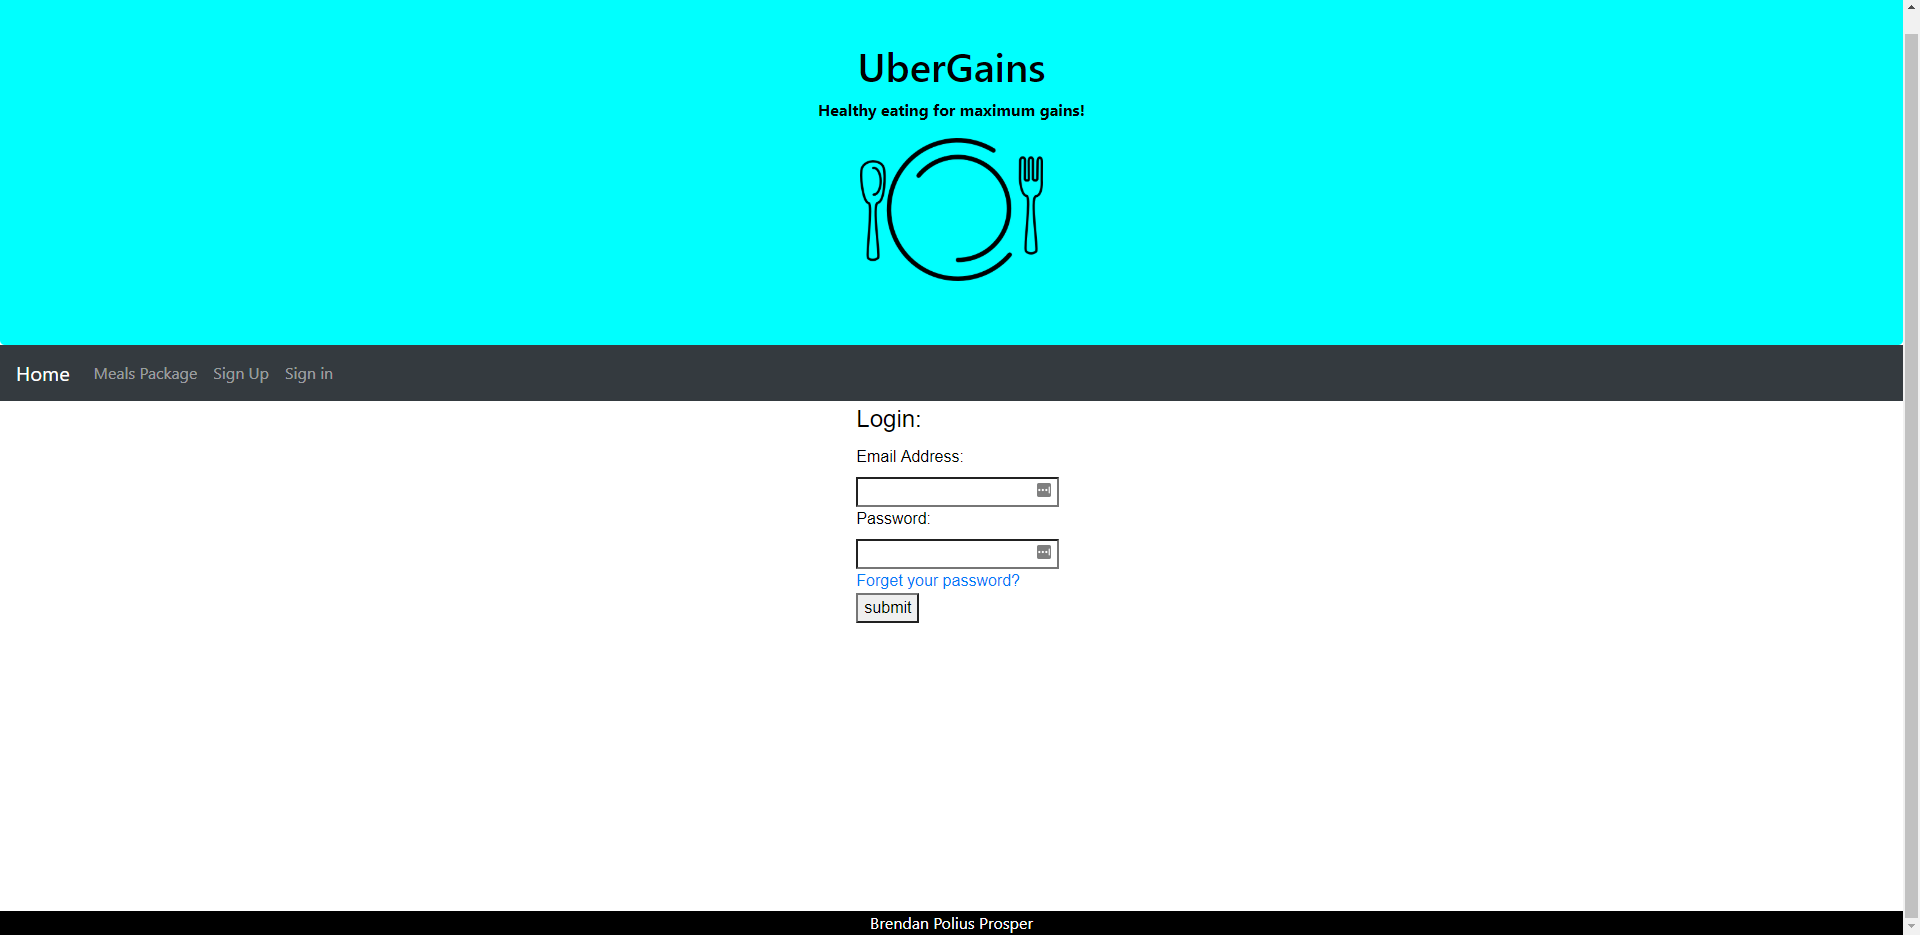 UberGains
Healthy eating for maximum gains!
Home Meals Package Sign Up Sign in
Login:
Email Address:
Password:
Forget your password?
submit
Brendan Polius Prosper